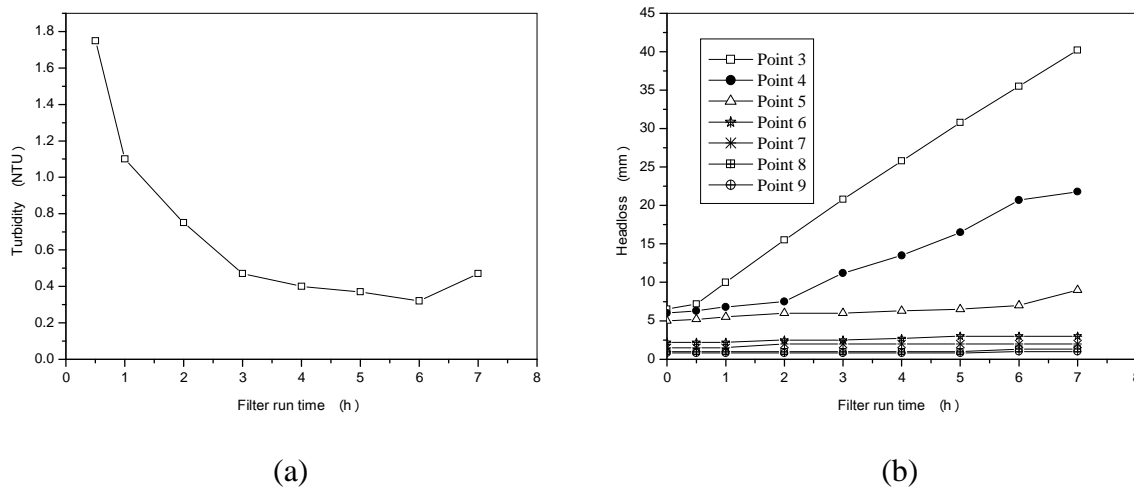 1.8
1.6
1.4
1.2
1.0
0.8
0.6
0.4
0.2
0.0
Turbidity (NTU)
0 1 2 3 4 5 6 7 8
Filter run time (h)
(a)
45
40
35
30
25
20
15
10
5
0
Headloss (mm)
Point 3
Point 4
Point 5
Point 6
Point 7
Point 8
Point 9
0 1 2 3 4 5 6 7 8
Filter run time (h)
(b)